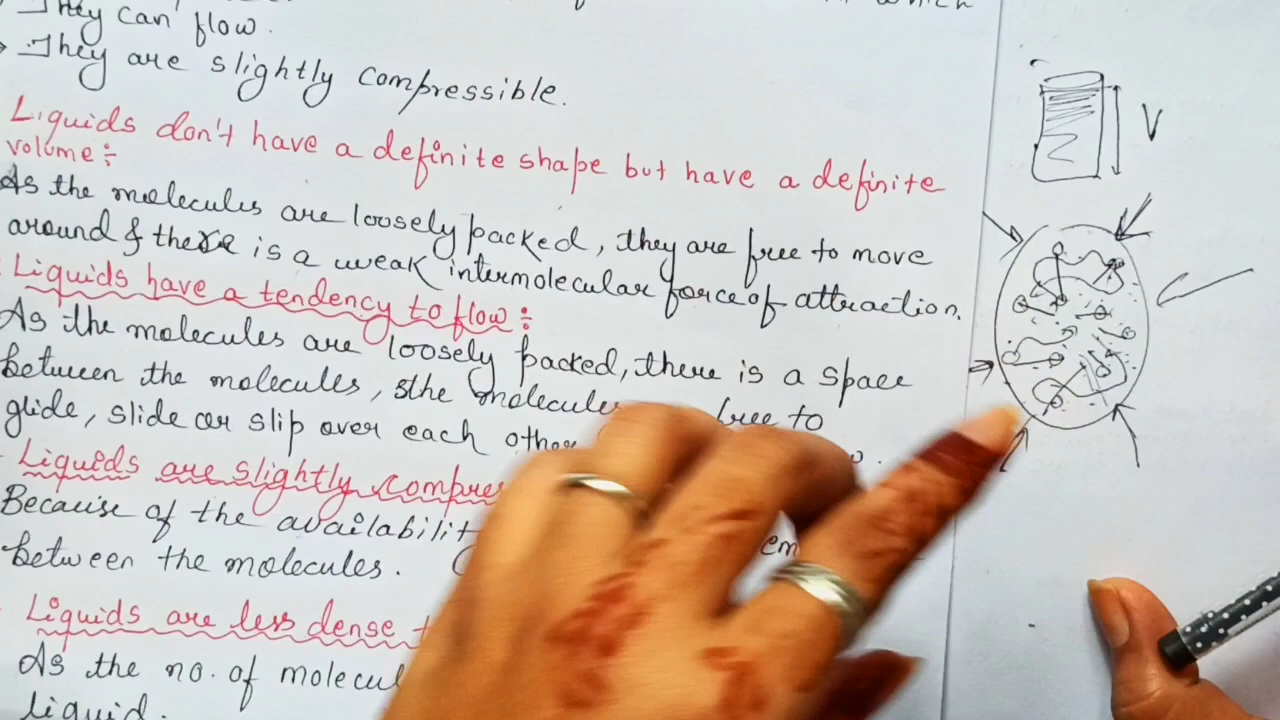 They can flow.
They are slightly compressible.
Liquids don't have a definite shape but have a definite
volume:
As the molecules are loosely packed, they are free to move
around & there is a weak intermolecular force of attraction.
Liquids have a tendency to flow:
As the molecules are loosely packed, there is a space
between the molecules, sthe molecules free to
glide, slide or slip over each other
Liquids are slightly compres
Because of the availabilit
between the molecules.
Liquids are less dense
As the no. of molecul
liquid.
V